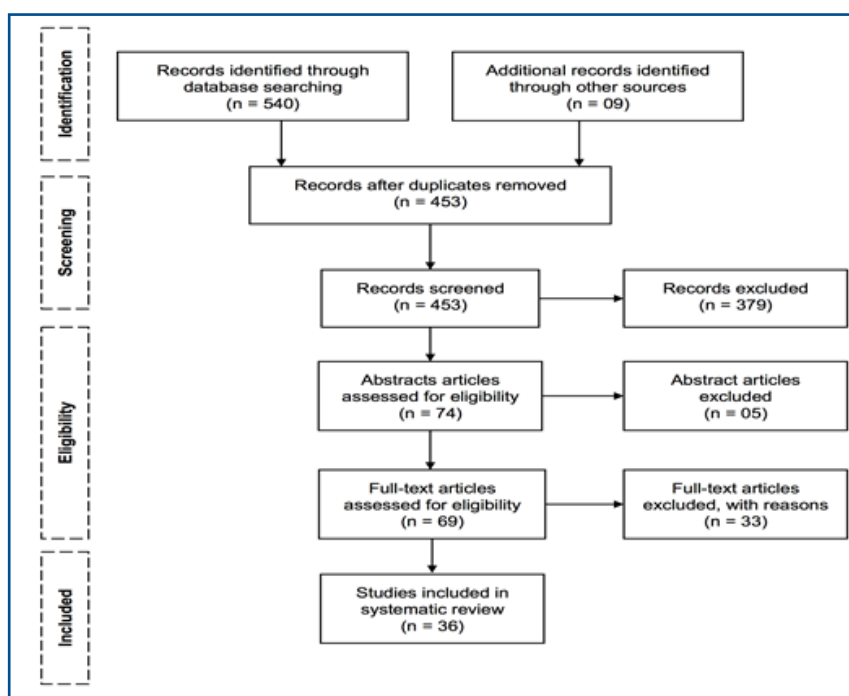 Identification
Records identified through
database searching
(n = 540)
Additional records identified
through other sources
(n = 09)
Screening
Records after duplicates removed
(n = 453)
Records screened
(n = 453)
Records excluded
(n = 379)
Eligibility
Abstracts articles
assessed for eligibility
(n = 74)
Abstract articles
excluded
(n = 05)
Full-text articles
assessed for eligibility
(n = 69)
Full-text articles
excluded, with reasons
(n = 33)
Included
Studies included in
systematic review
(n = 36)